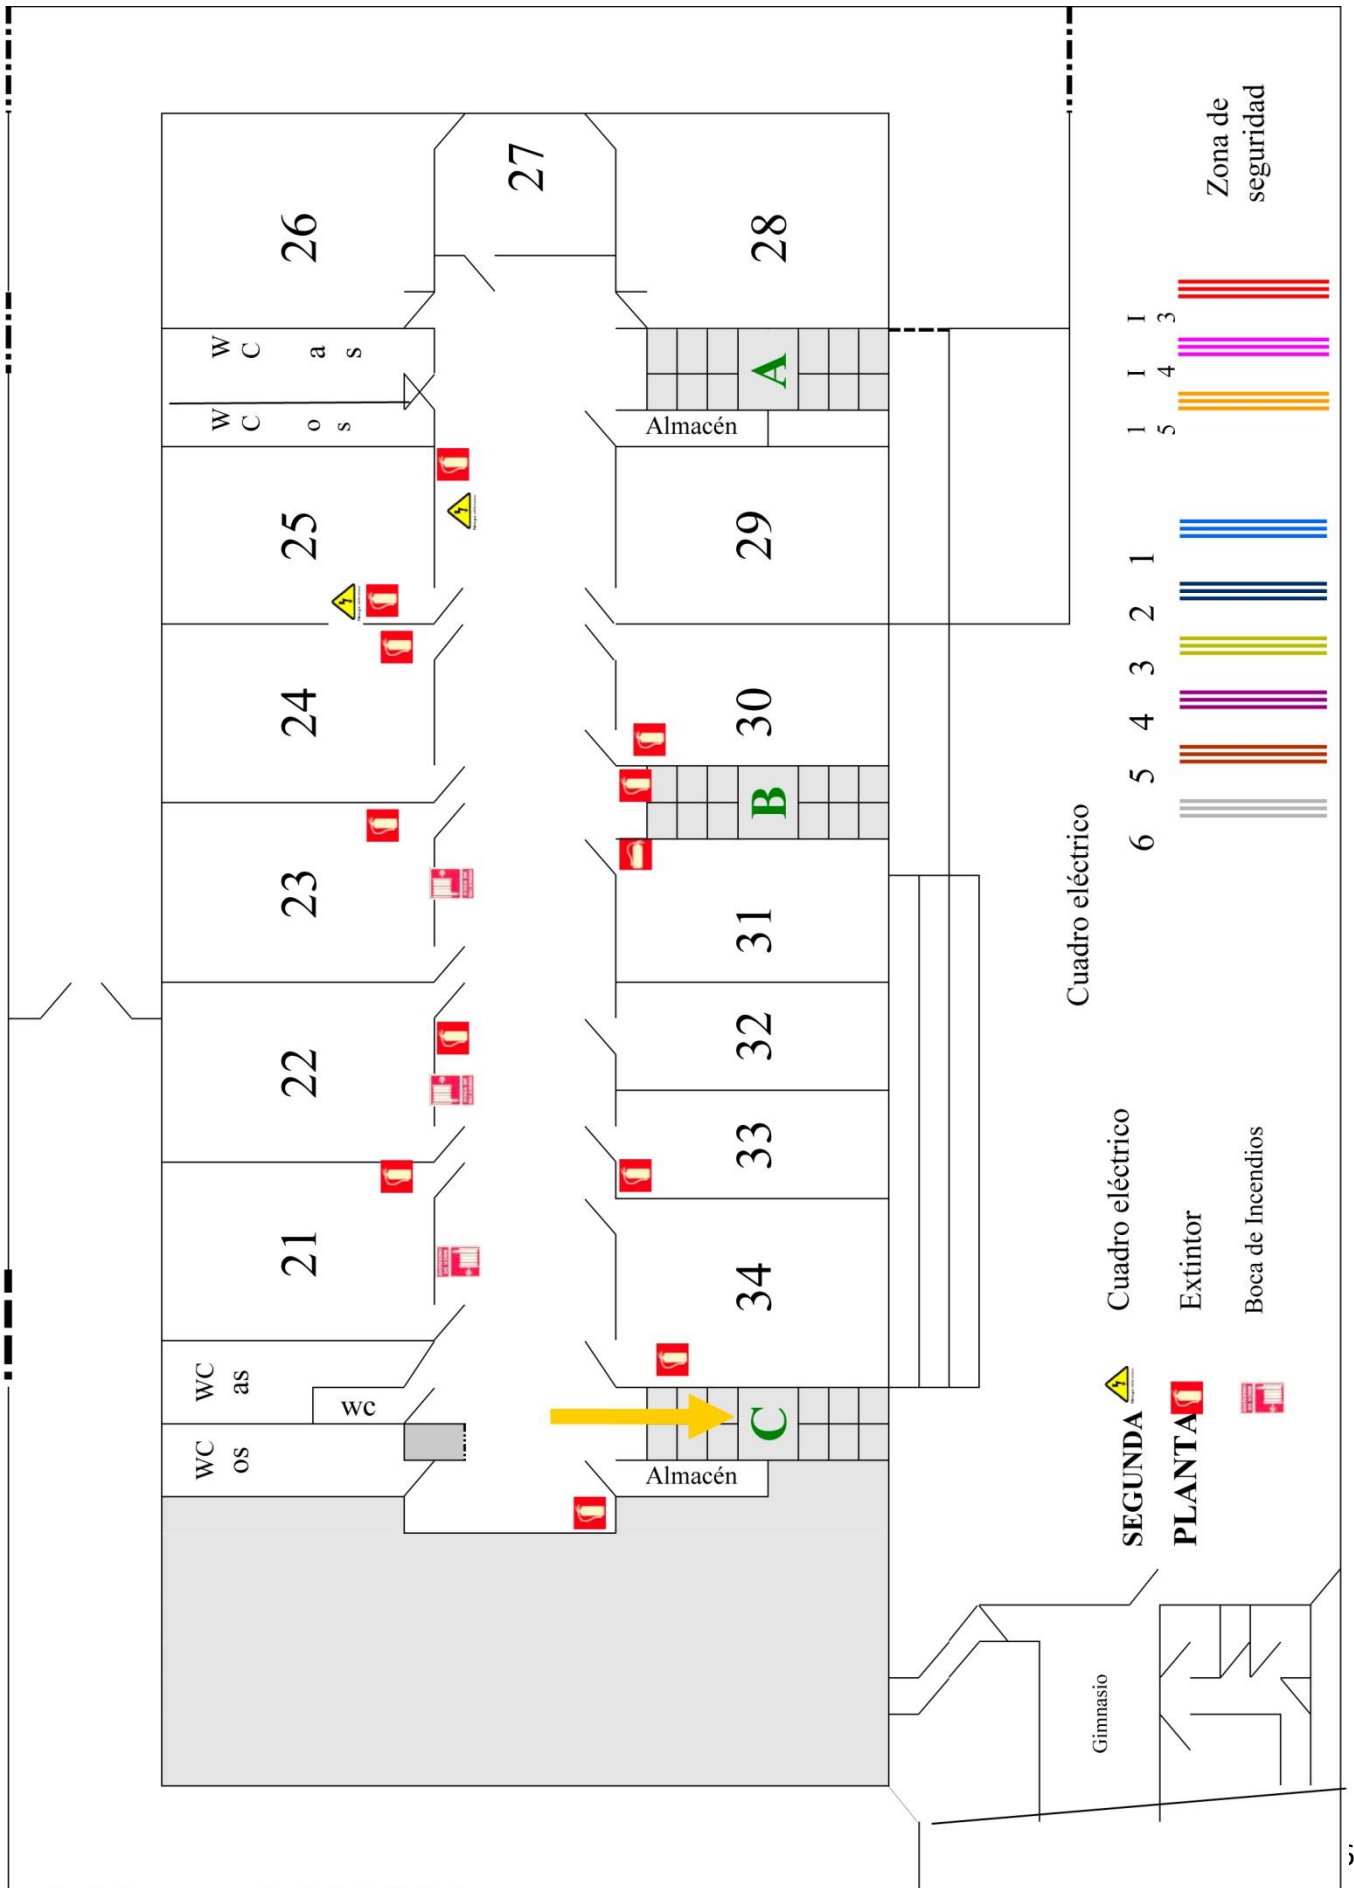 26
27
28
W
C
a
s
W
C
o
s
A
Almacén
25
29
24
30
B
23
31
22
32
33
21
34
WC
as
wc
WC
os
C
Almacén
Zona de
seguridad
I
3
I
4
1
5
1
2
3
4
5
6
Cuadro eléctrico
Cuadro eléctrico
Extintor
Boca de Incendios
SEGUNDA
PLANTA
Gimnasio